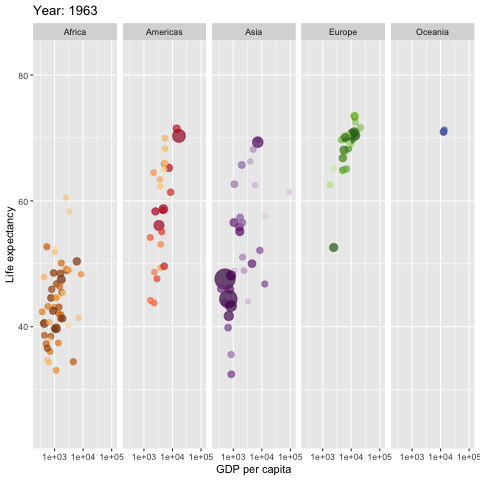 Year: 1963
Africa Americas Asia Europe Oceania
80
60
40
Life expectancy
1e+03 1e+04 1e+05 1e+03 1e+04 1e+05 1e+03 1e+04 1e+05 1e+03 1e+04 1e+05 1e+03 1e+04 1e+05
GDP per capita